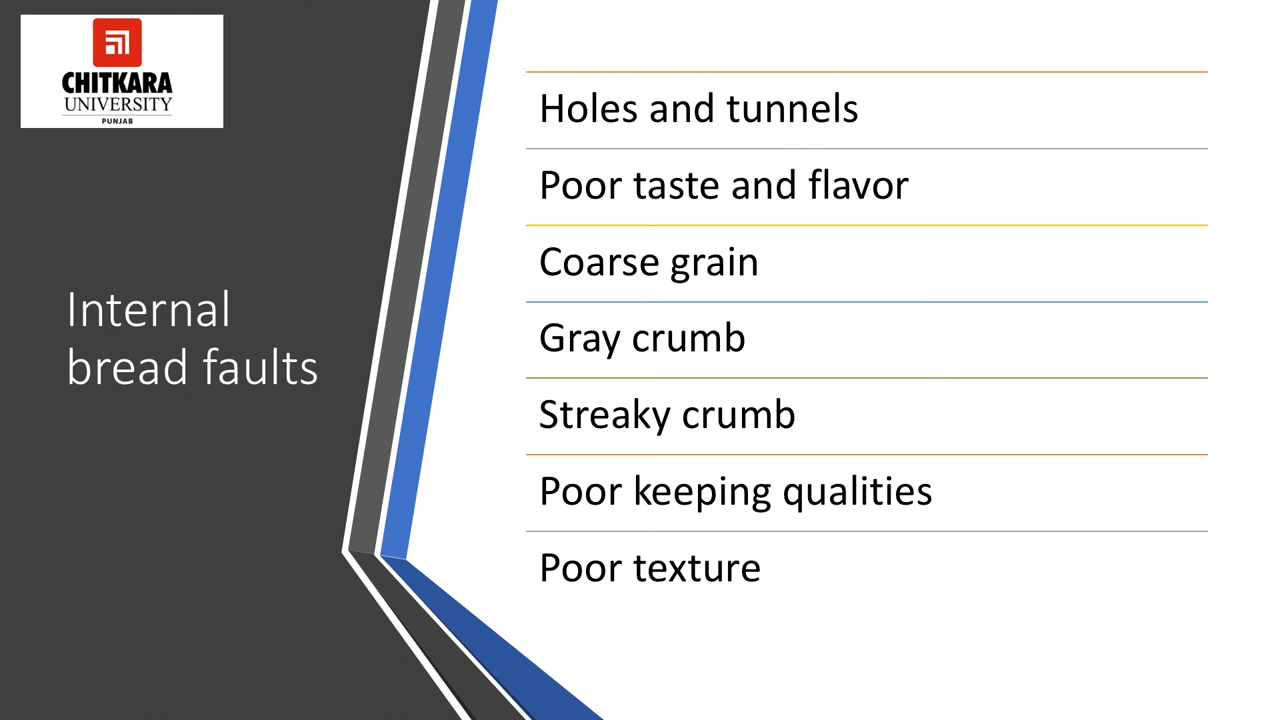 CHITKARA
UNIVERSITY
PUNJAB
Internal
bread faults
Holes and tunnels
Poor taste and flavor
Coarse grain
Gray crumb
Streaky crumb
Poor keeping qualities
Poor texture